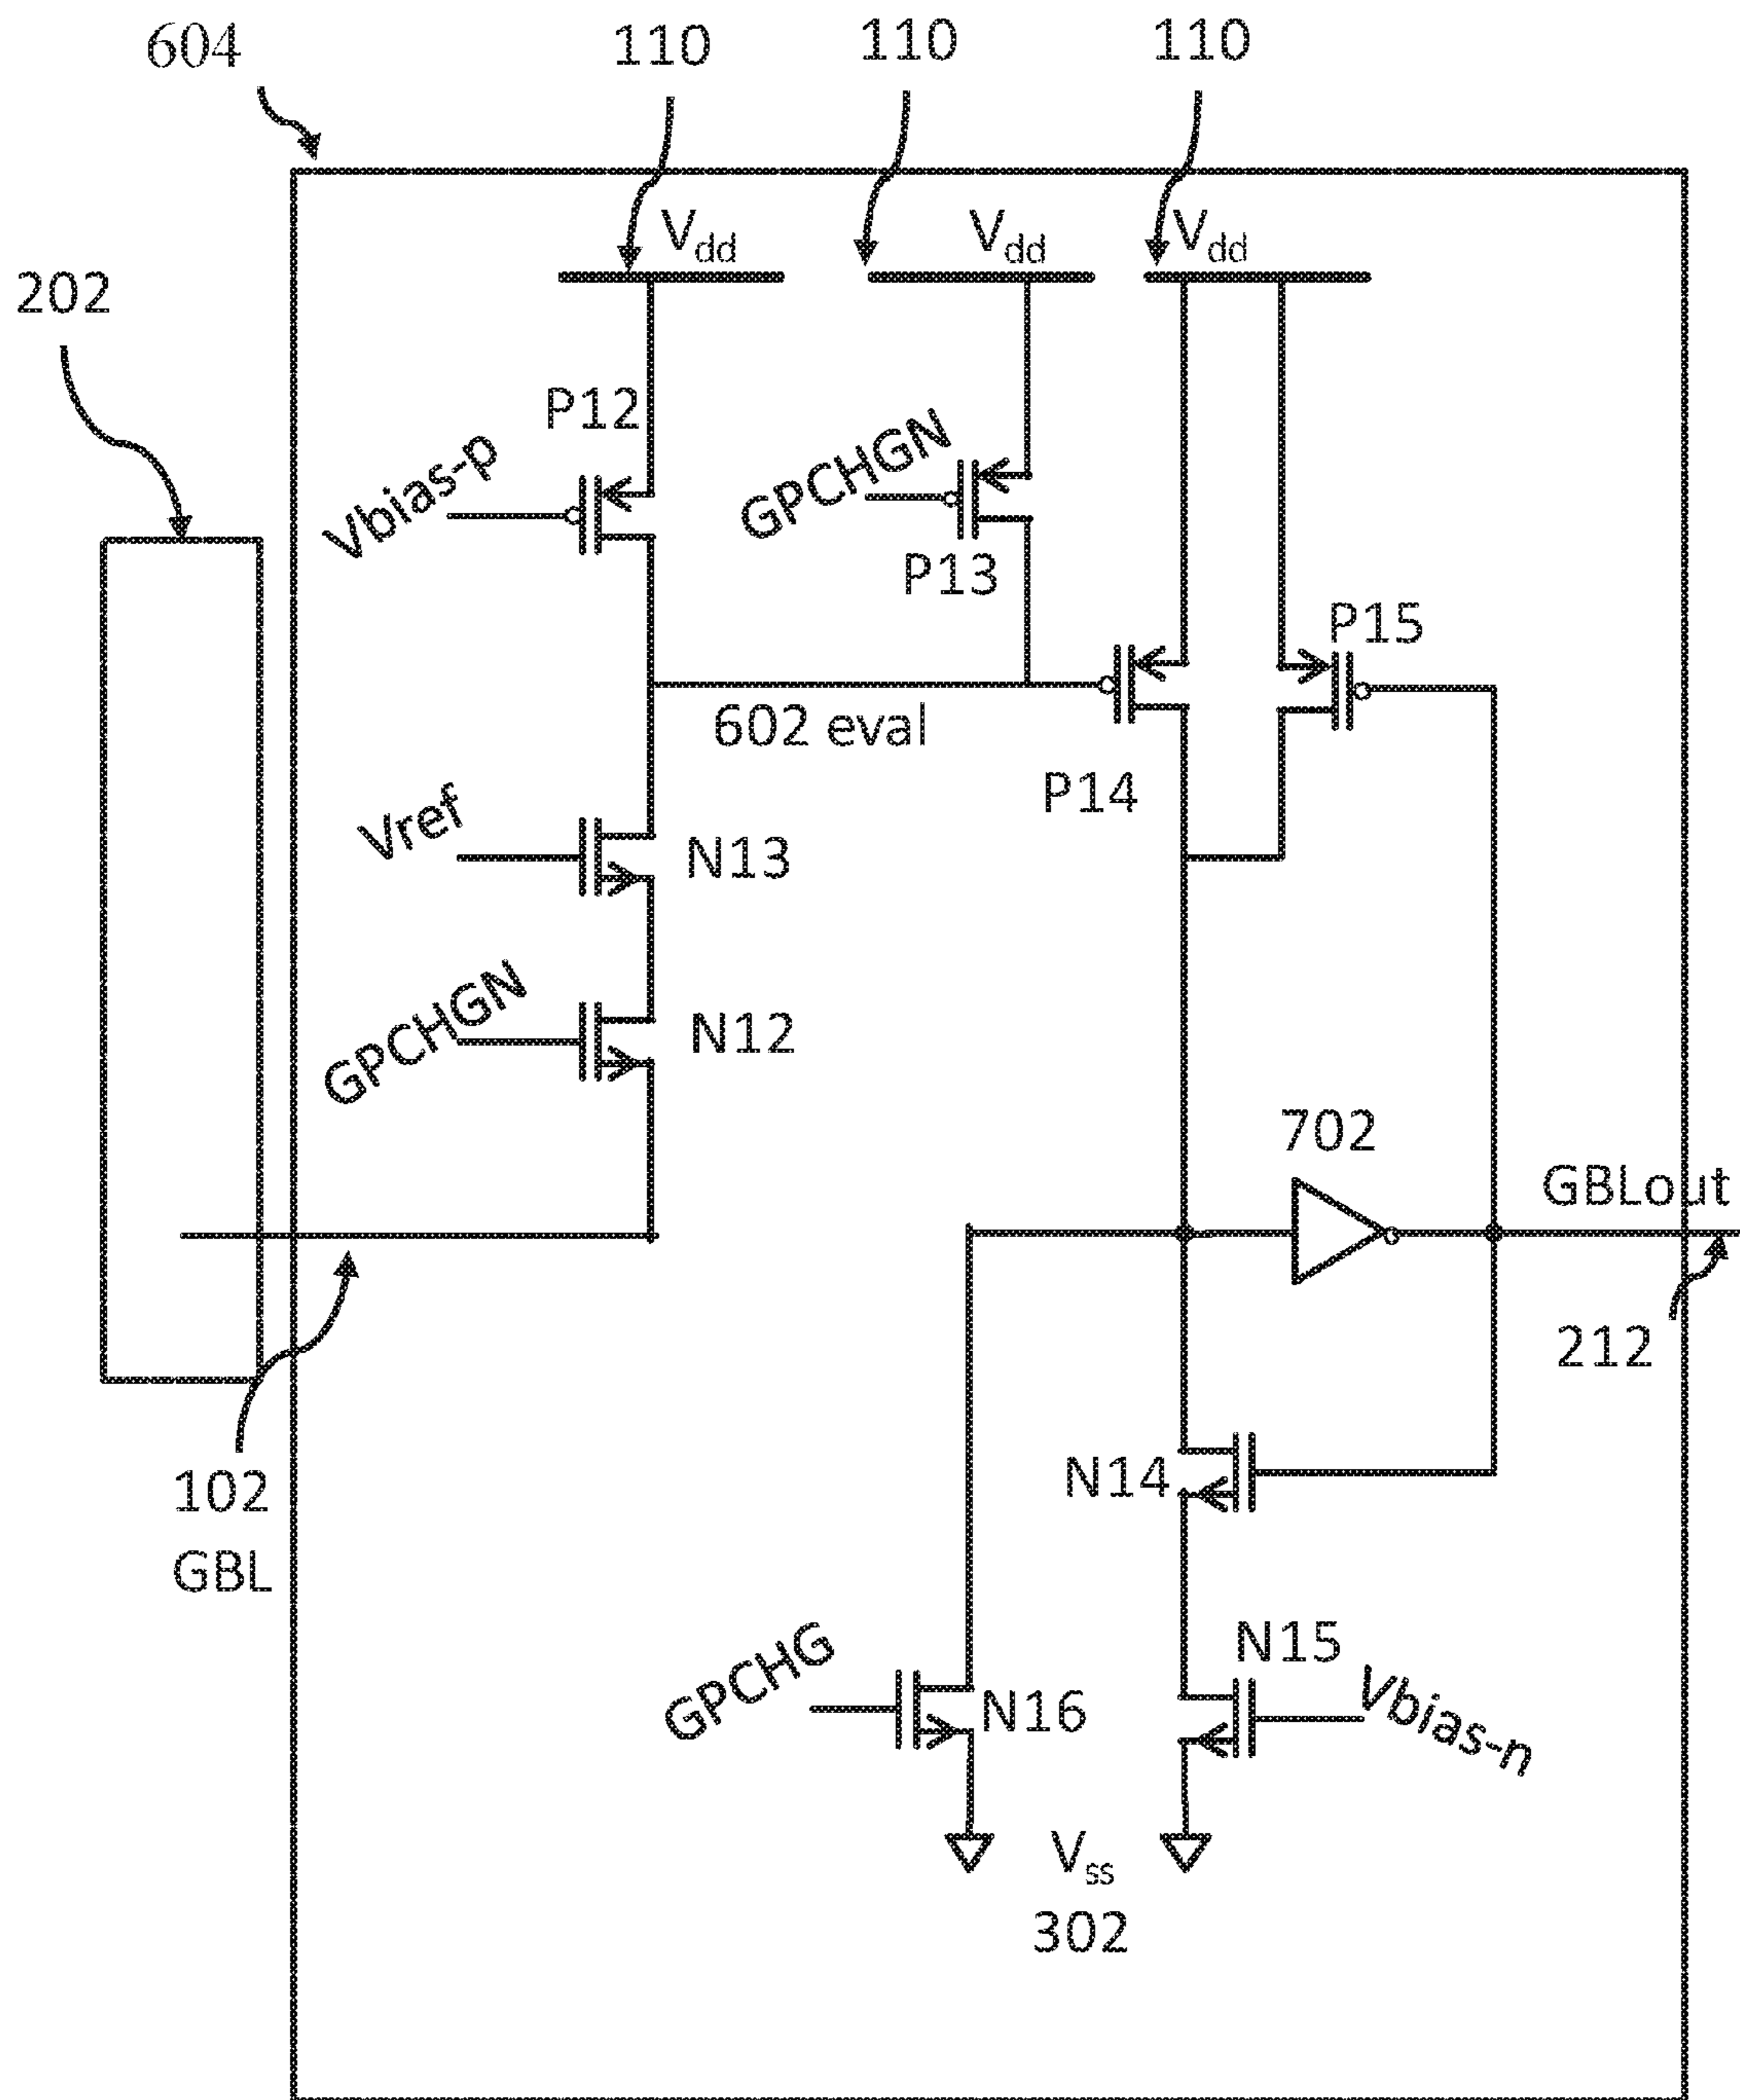 604
110
110
110
Vdd
Vdd
Vdd
202
P12
Vbias-p
GPCHGN
P13
P15
602 eval
P14
Vref
N13
GPCHGN
N12
702
GBLout
212
102
GBL
N14
N15
GPCHG
N16
Vbias-n
Vss
302